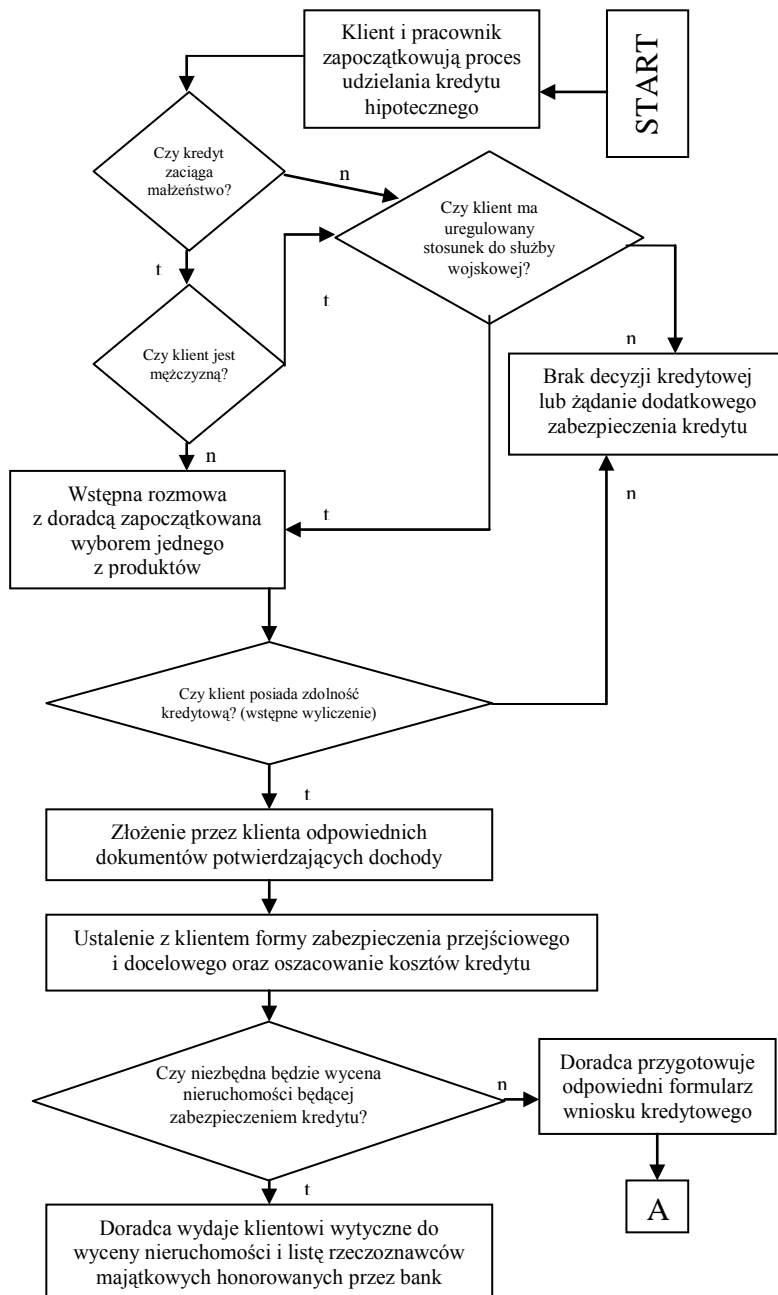 Klient i pracownik
zapoczątkowują proces
udzielania kredytu
hipotecznego
START
Czy kredyt
zaciąga
małżeństwo?
n
Czy klient ma
uregulowany
stosunek do służby
wojskowej?
t
t
n
Czy klient jest
mężczyzną?
Brak decyzji kredytowej
lub żądanie dodatkowego
zabezpieczenia kredytu
n
Wstępna rozmowa
z doradcą zapoczątkowana
wyborem jednego
z produktów
t
n
Czy klient posiada zdolność
kredytową? (wstępne wyliczenie)
t
Złożenie przez klienta odpowiednich
dokumentów potwierdzających dochody
Ustalenie z klientem formy zabezpieczenia przejściowego
i docelowego oraz oszacowanie kosztów kredytu
Czy niezbędna będzie wycena
nieruchomości będącej
zabezpieczeniem kredytu?
n
Doradca przygotowuje
odpowiedni formularz
wniosku kredytowego
t
A
Doradca wydaje klientowi wytyczne do
wyceny nieruchomości i listę rzeczoznawców
majątkowych honorowanych przez bank